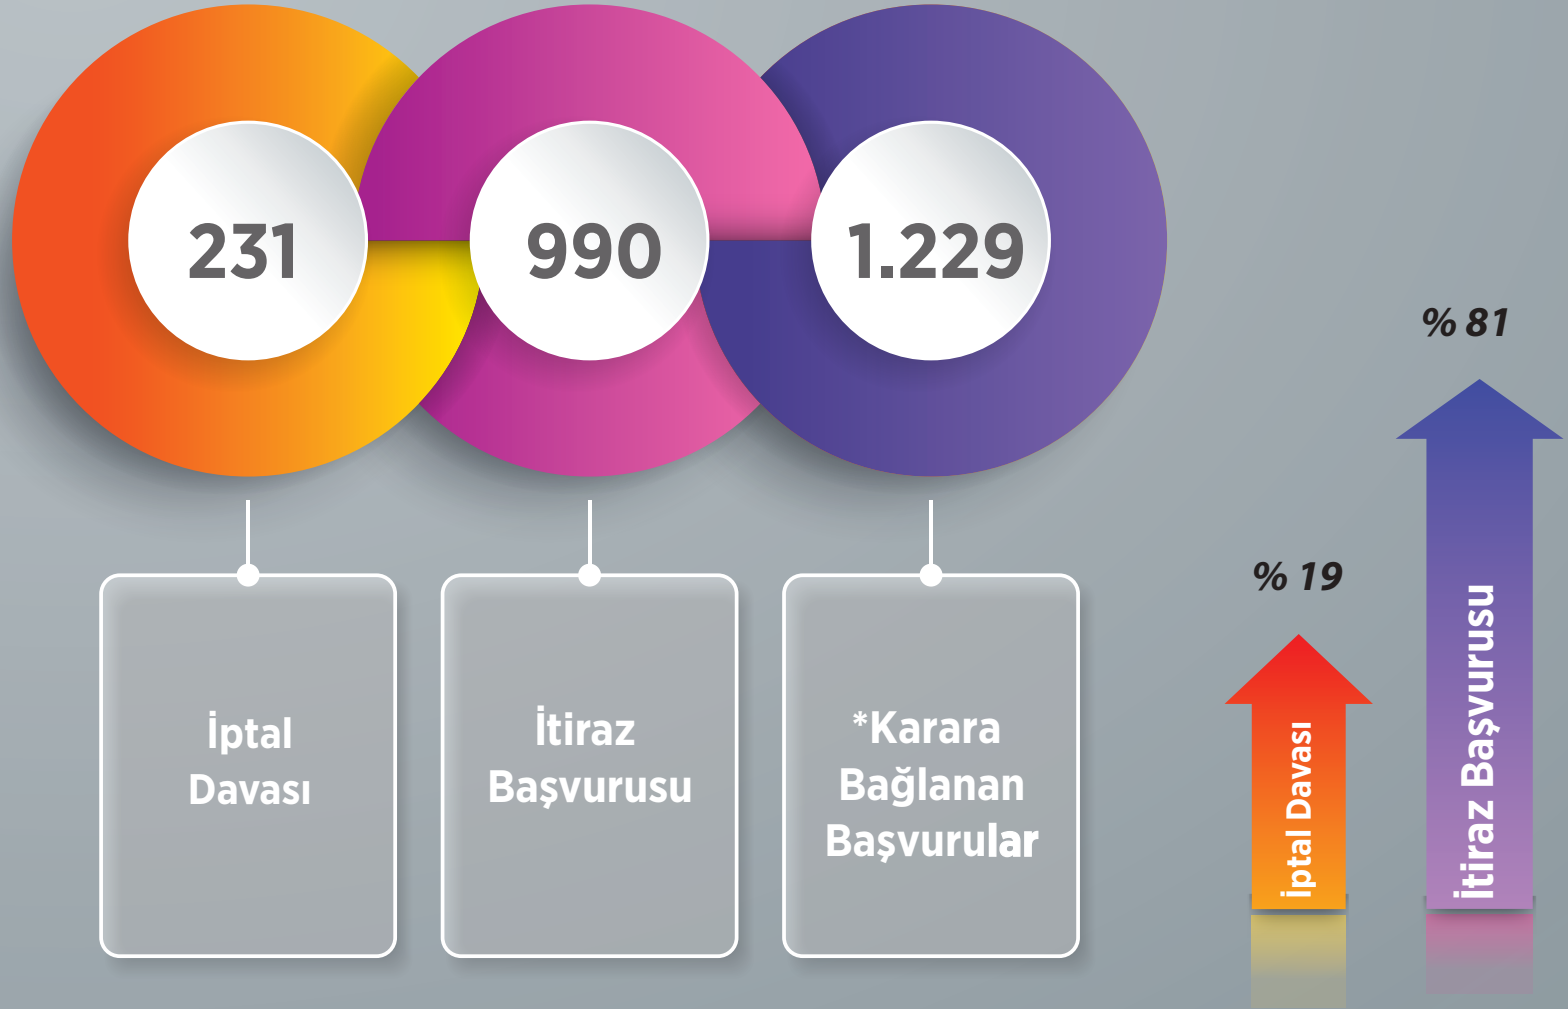 231
990
1.229
İptal
Davası
İtiraz
Başvurusu
*Karara
Bağlanan
Başvurular
% 19
İptal Davası
% 81
İtiraz Başvurusu